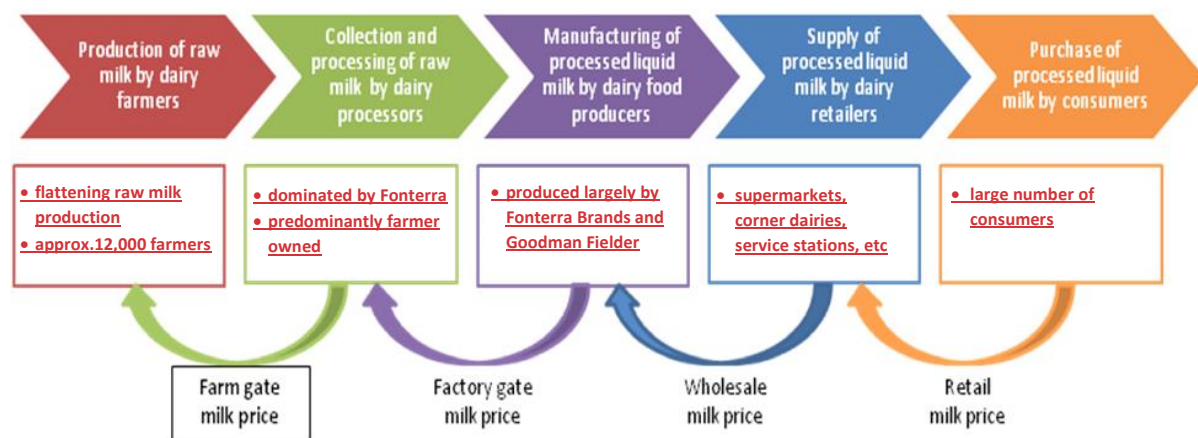 Production of raw
milk by dairy
farmers
Collection and
processing of raw
milk by dairy
processors
Manufacturing of
processed liquid
milk by dairy food
producers
Supply of
processed liquid
milk by dairy
retailers
Purchase of
processed liquid
milk by consumers
• flattening raw milk
production
• approx.12,000 farmers
• dominated by Fonterra
• predominantly farmer
owned
• produced largely by
Fonterra Brands and
Goodman Fielder
• supermarkets,
corner dairies,
service stations, etc
• large number of
consumers
Farm gate
milk price
Factory gate
milk price
Wholesale
milk price
Retail
milk price